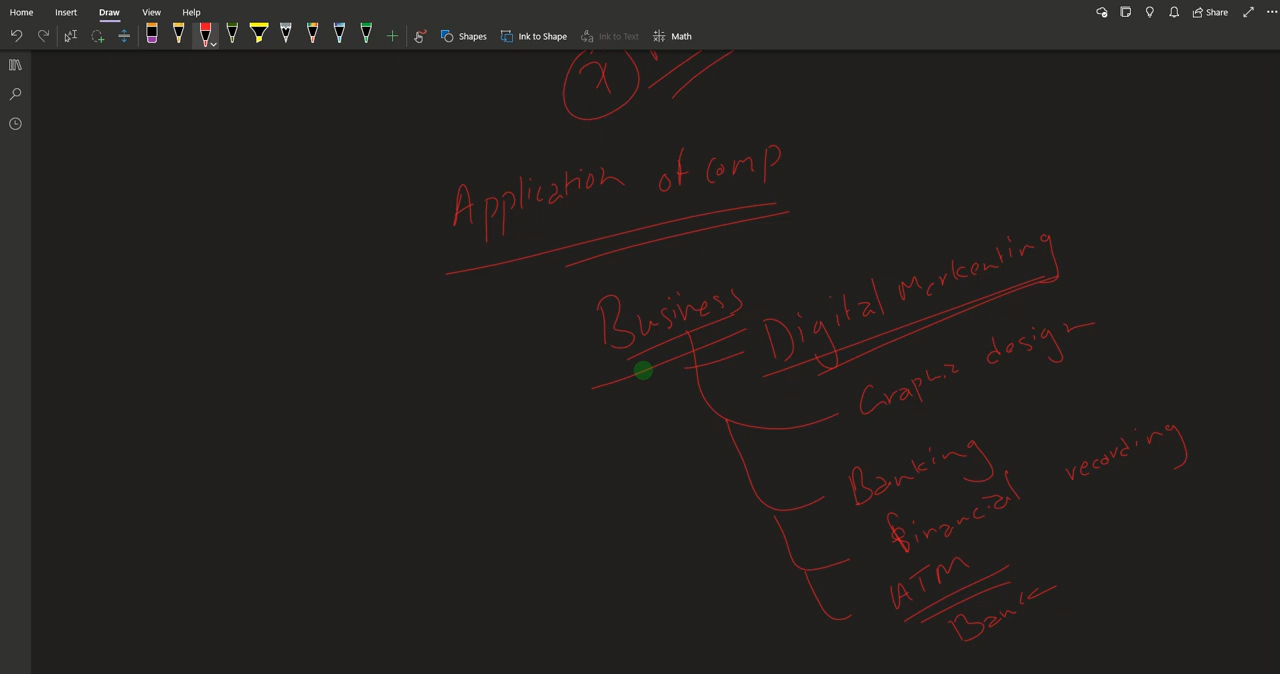 Home Insert Draw View Help Share
Shapes Ink to Shape Ink to Text Math
Application of comp
Business Digital Markenting
Graphic design
Banking
financial recording
ATM
Bank